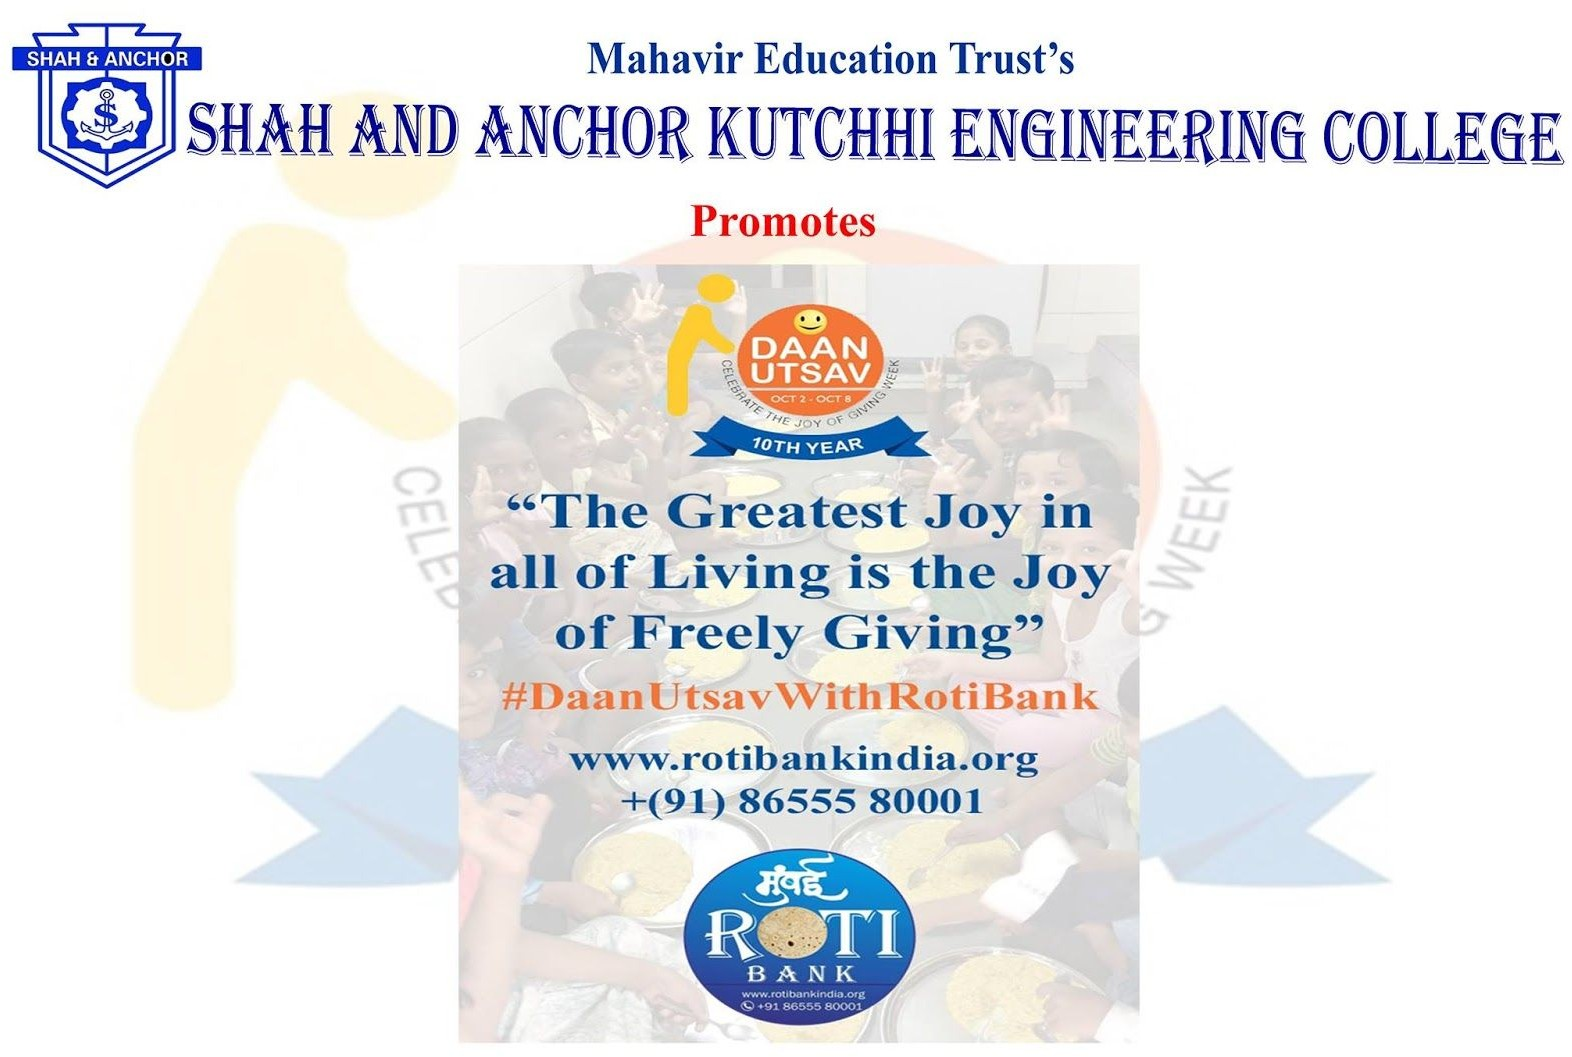 SHAH & ANCHOR
S
Mahavir Education Trust's
SHAH AND ANCHOR KUTCHHI ENGINEERING COLLEGE
Promotes
DAAN
UTSAV
OCT 2 - OCT 8
CELEBRATE THE JOY OF GIVING WEEK
10TH YEAR
“The Greatest Joy in
all of Living is the Joy
of Freely Giving”
#DaanUtsavWithRotiBank
www.rotibankindia.org
+(91) 86555 80001
मुंबई
ROTI
BANK
www.rotibankindia.org
+91 86555 80001
CELEB
G WEEK